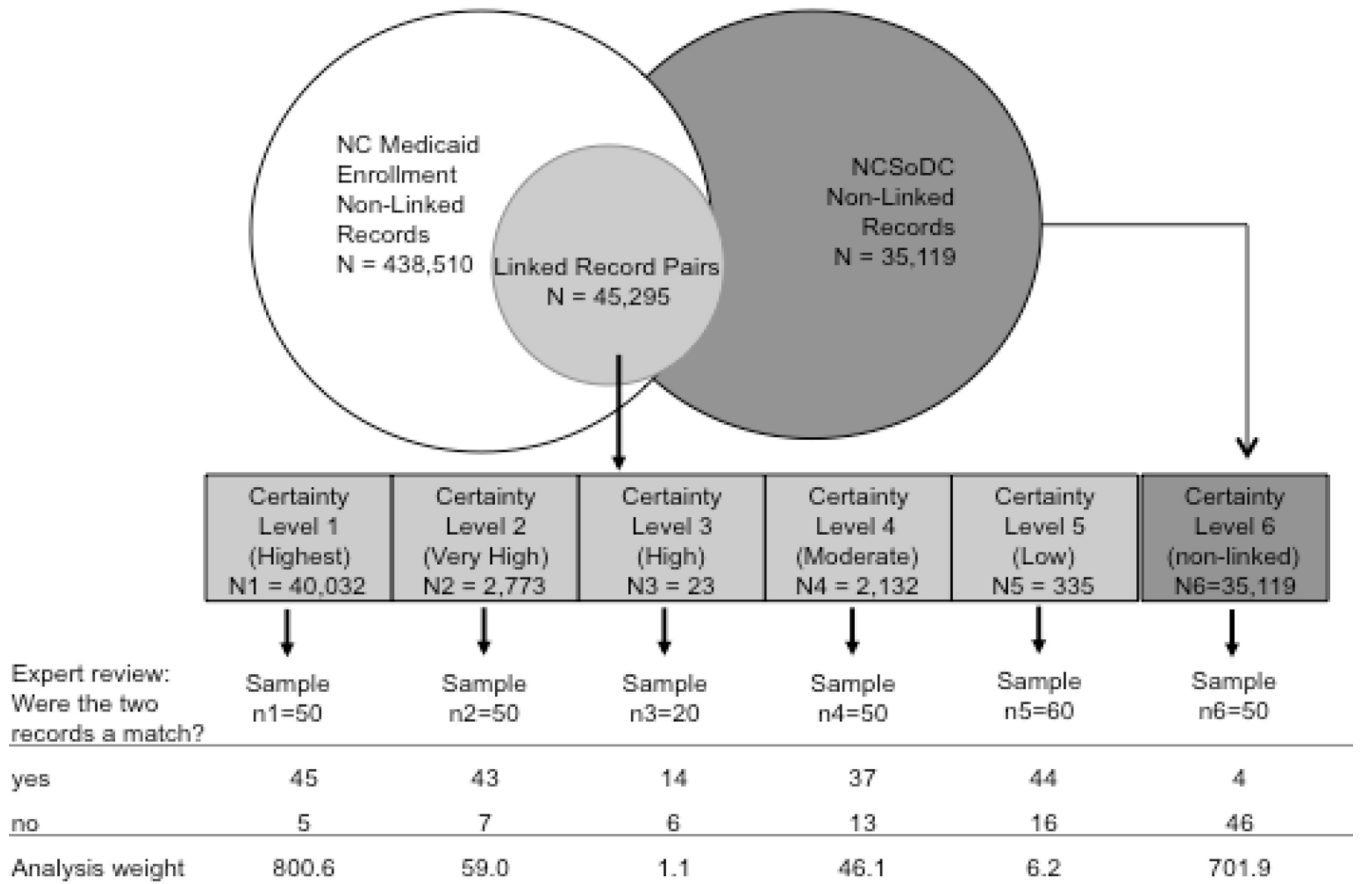 NC Medicaid
Enrollment
Non-Linked
Records
N = 438,510
Linked Record Pairs
N = 45,295
NCSoDC
Non-Linked
Records
N = 35,119
Certainty
Level 1
(Highest)
N1 = 40,032
Certainty
Level 2
(Very High)
N2 = 2,773
Certainty
Level 3
(High)
N3 = 23
Certainty
Level 4
(Moderate)
N4 = 2,132
Certainty
Level 5
(Low)
N5 = 335
Certainty
Level 6
(non-linked)
N6=35,119
Expert review:
Were the two
records a match?
Sample
n1=50
Sample
n2=50
Sample
n3=20
Sample
n4=50
Sample
n5=60
Sample
n6=50
yes 45 43 14 37 44 4
no 5 7 6 13 16 46
Analysis weight 800.6 59.0 1.1 46.1 6.2 701.9